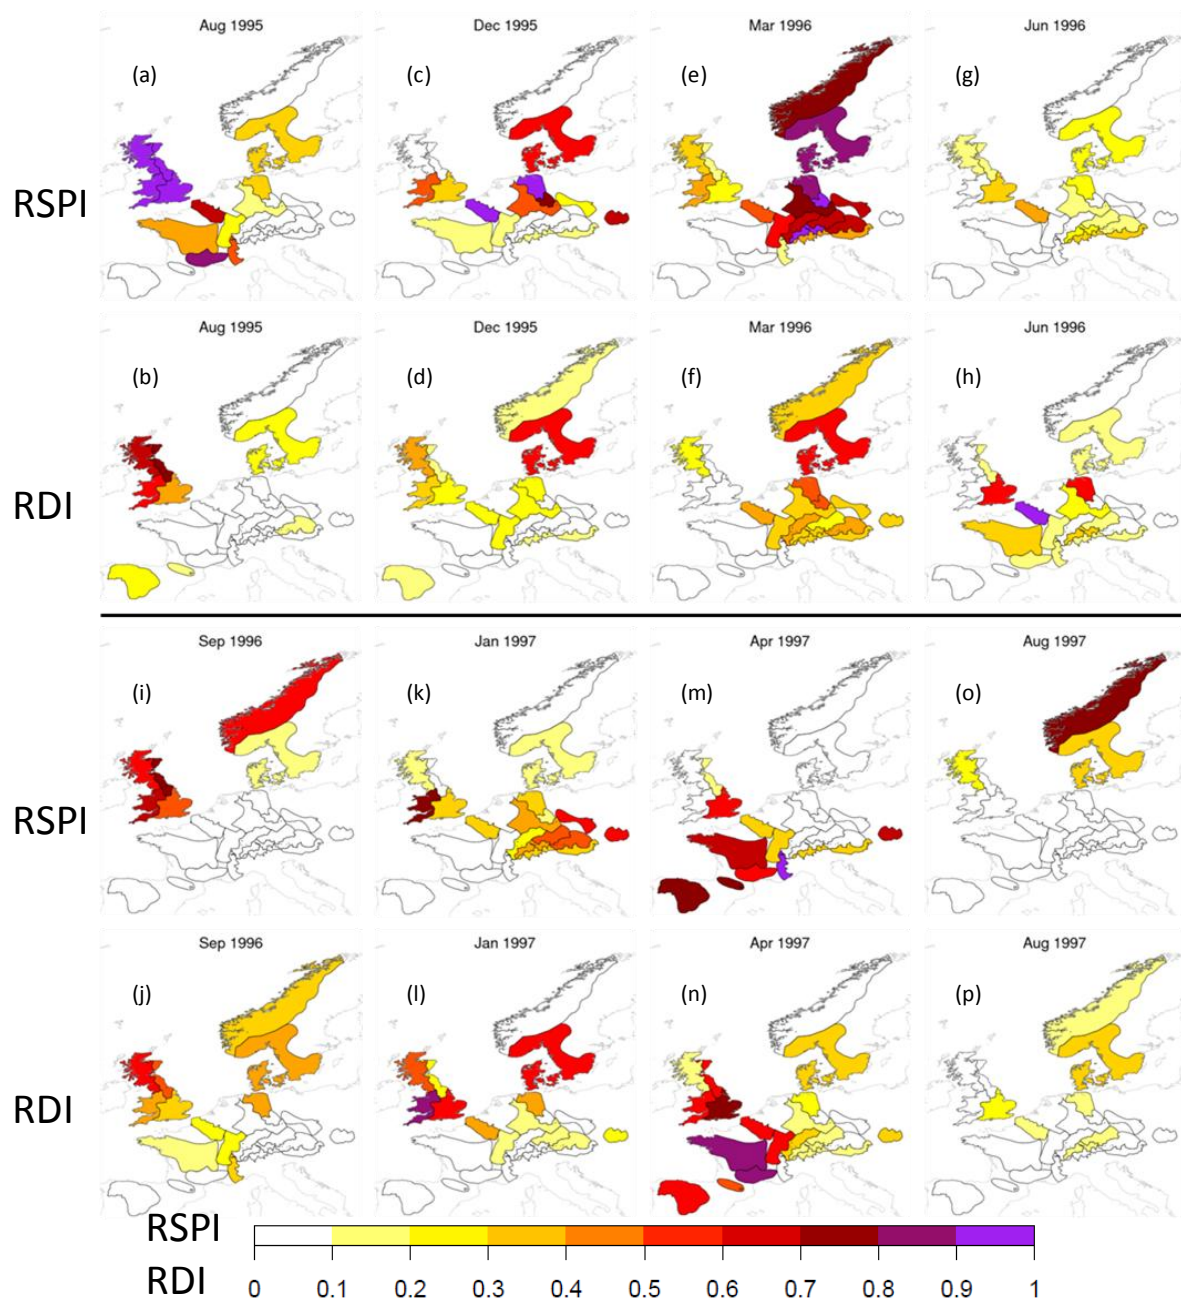 Aug 1995 Dec 1995 Mar 1996 Jun 1996
(a) (c) (e) (g)
RSPI
Aug 1995 Dec 1995 Mar 1996 Jun 1996
(b) (d) (f) (h)
RDI
Sep 1996 Jan 1997 Apr 1997 Aug 1997
(i) (k) (m) (o)
RSPI
Sep 1996 Jan 1997 Apr 1997 Aug 1997
(j) (l) (n) (p)
RDI
RSPI
RDI 0 0.1 0.2 0.3 0.4 0.5 0.6 0.7 0.8 0.9 1